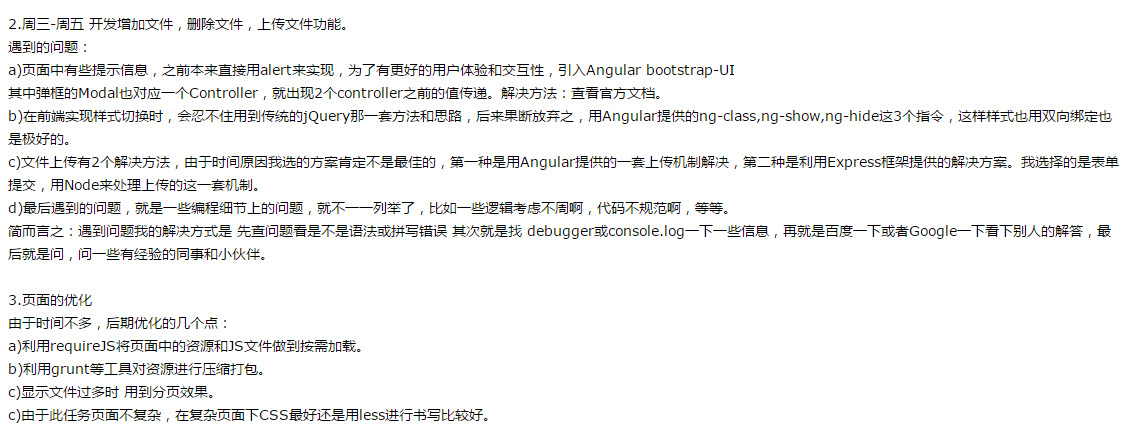 2.周三-周五 开发增加文件，删除文件，上传文件功能。
遇到的问题：
a)页面中有些提示信息，之前本来直接用alert来实现，为了有更好的用户体验和交互性，引入Angular bootstrap-UI
其中弹框的Modal也对应一个Controller，就出现2个controller之前的值传递。解决方法：查看官方文档。
b)在前端实现样式切换时，会忍不住用到传统的jQuery那一套方法和思路，后来果断放弃之，用Angular提供的ng-class,ng-show,ng-hide这3个指令，这样样式也用双向绑定也
是极好的。
c)文件上传有2个解决方法，由于时间原因我选的方案肯定不是最佳的，第一种是用Angular提供的一套上传机制解决，第二种是利用Express框架提供的解决方案。我选择的是表单
提交，用Node来处理上传的这一套机制。
d)最后遇到的问题，就是一些编程细节上的问题，就不一一列举了，比如一些逻辑考虑不周啊，代码不规范啊，等等。
简而言之：遇到问题我的解决方式是 先查问题看是不是语法或拼写错误 其次就是找 debugger或console.log一下一些信息，再就是百度一下或者Google一下看下别人的解答，最
后就是问，问一些有经验的同事和小伙伴。
3.页面的优化
由于时间不多，后期优化的几个点：
a)利用requireJS将页面中的资源和JS文件做到按需加载。
b)利用grunt等工具对资源进行压缩打包。
c)显示文件过多时 用到分页效果。
c)由于此任务页面不复杂，在复杂页面下CSS最好还是用less进行书写比较好。